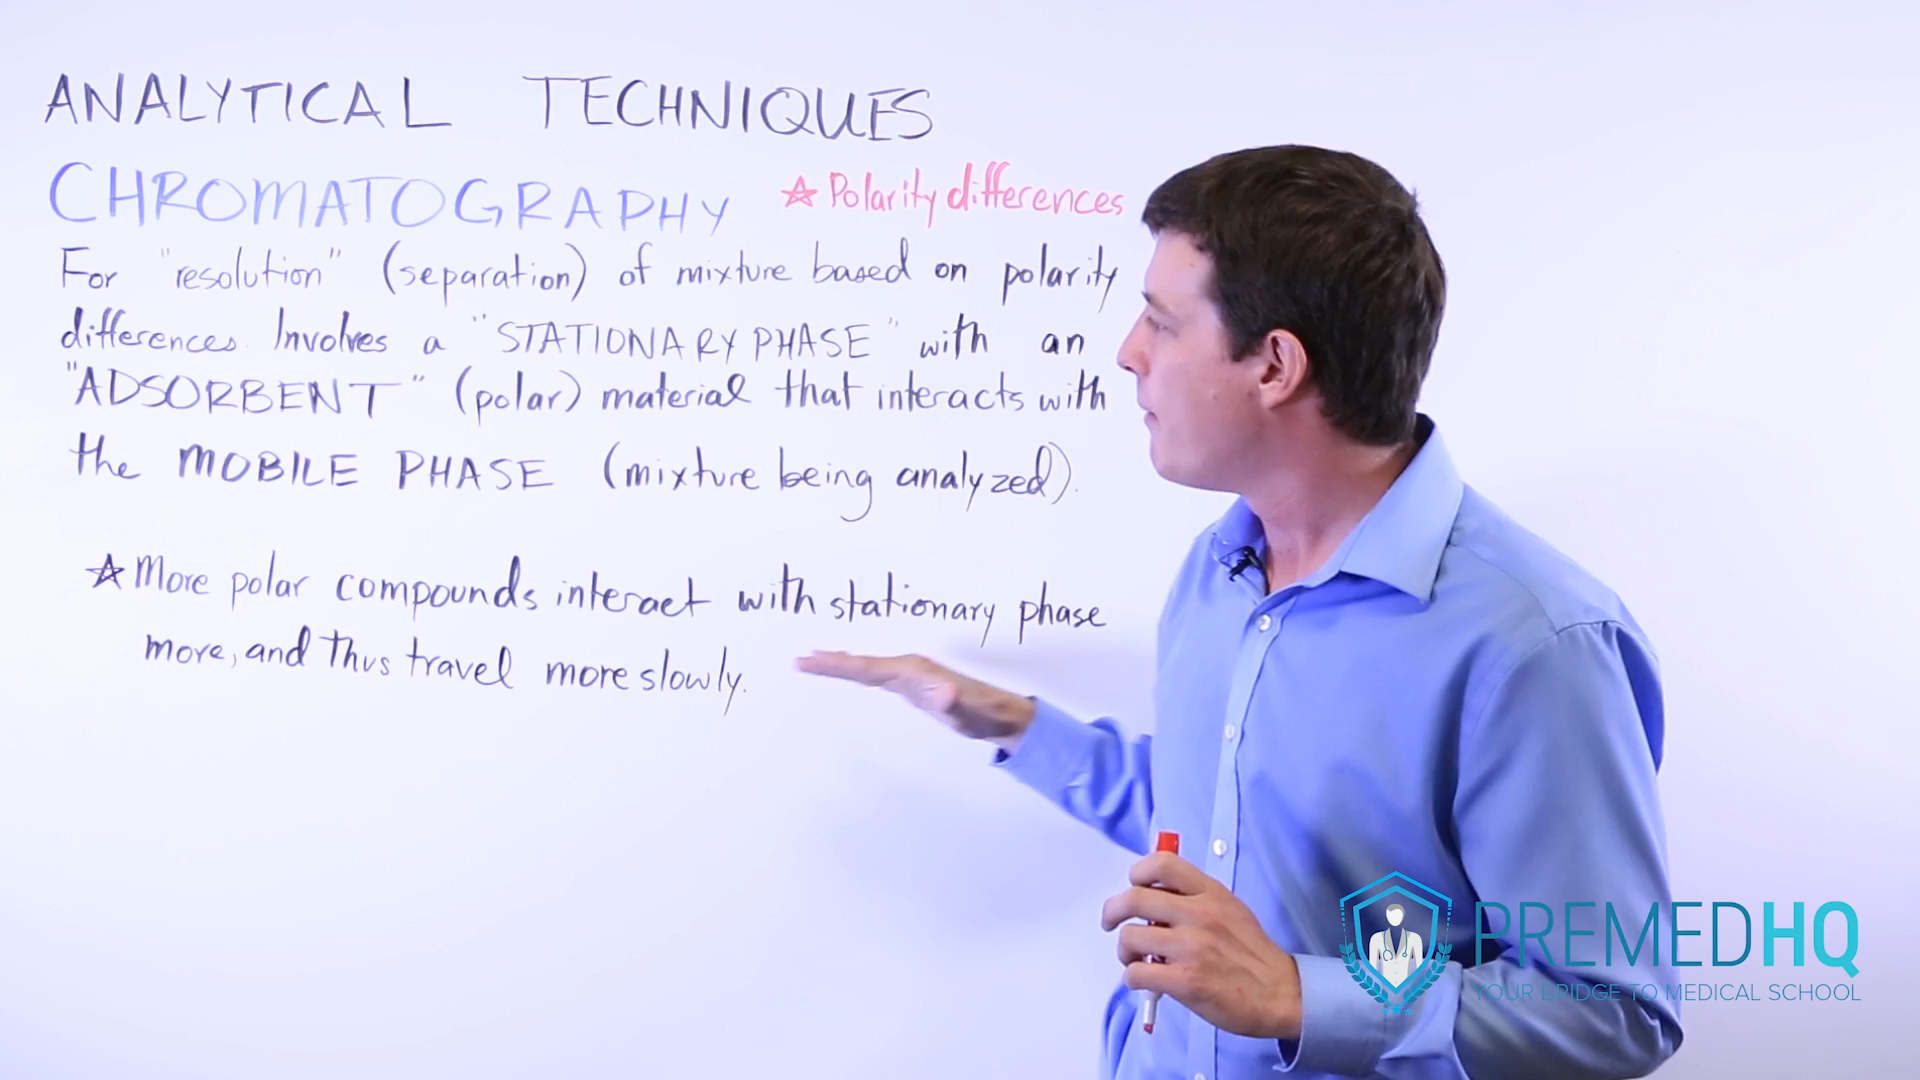 ANALYTICAL TECHNIQUES
CHROMATOGRAPHY ☆ Polarity differences
For "resolution" (separation) of mixture based on polarity
differences. Involves a "STATIONARY PHASE" with an
"ADSORBENT" (polar) material that interacts with
the MOBILE PHASE (mixture being analyzed).
☆ More polar compounds interact with stationary phase
more, and thus travel more slowly.
PREMEDHQ
YOUR BRIDGE TO MEDICAL SCHOOL